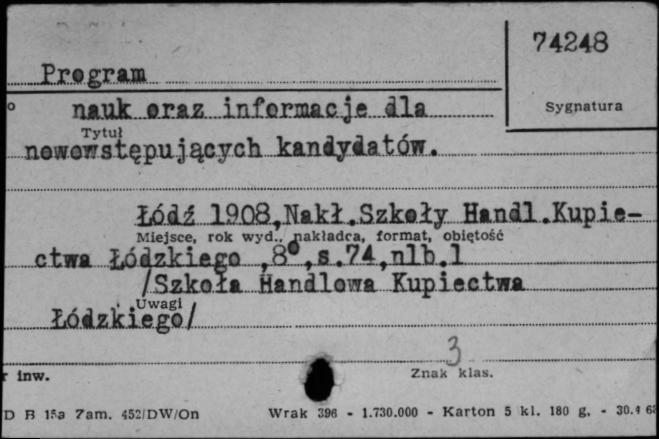 74248
Program
Sygnatura
nauk oraz informacje dla
Tytuł
nowowstępujących kandydatów.
Łódź 1908,Nakł.Szkoły Handl.Kupie-
Miejsce, rok wyd., nakładca, format, objętość
ctwa Łódzkiego ,8°,s.74,nlb.1
/Szkoła Handlowa Kupiectwa
Uwagi
Łódzkiego/
3
r inw.
Znak klas.
D B 15a Zam. 452/DW/On Wrak 396 - 1.730.000 - Karton 5 kl. 180 g. - 30.4 68